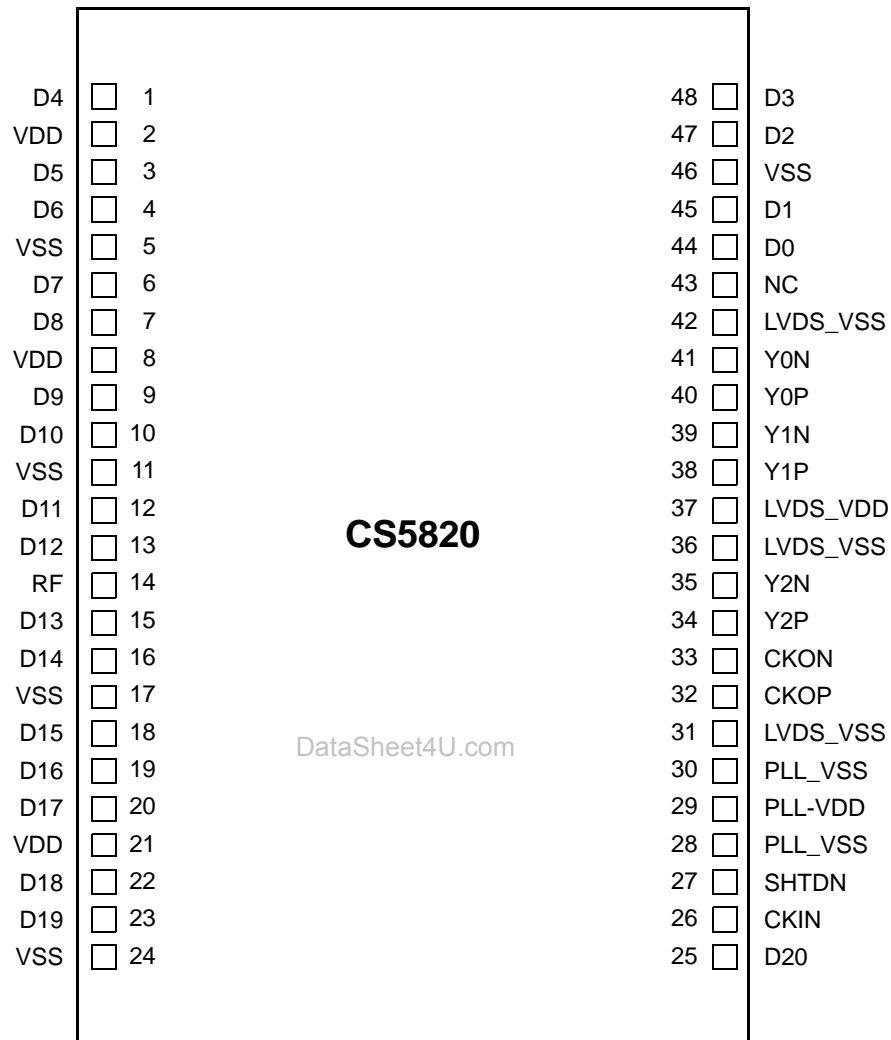 D4 1 48 D3
VDD 2 47 D2
D5 3 46 VSS
D6 4 45 D1
VSS 5 44 D0
D7 6 43 NC
D8 7 42 LVDS_VSS
VDD 8 41 Y0N
D9 9 40 Y0P
D10 10 39 Y1N
VSS 11 38 Y1P
D11 12 37 LVDS_VDD
D12 13 36 LVDS_VSS
CS5820
RF 14 35 Y2N
D13 15 34 Y2P
D14 16 33 CKON
VSS 17 32 CKOP
D15 18 31 LVDS_VSS
DataSheet4U.com
D16 19 30 PLL_VSS
D17 20 29 PLL-VDD
VDD 21 28 PLL_VSS
D18 22 27 SHTDN
D19 23 26 CKIN
VSS 24 25 D20